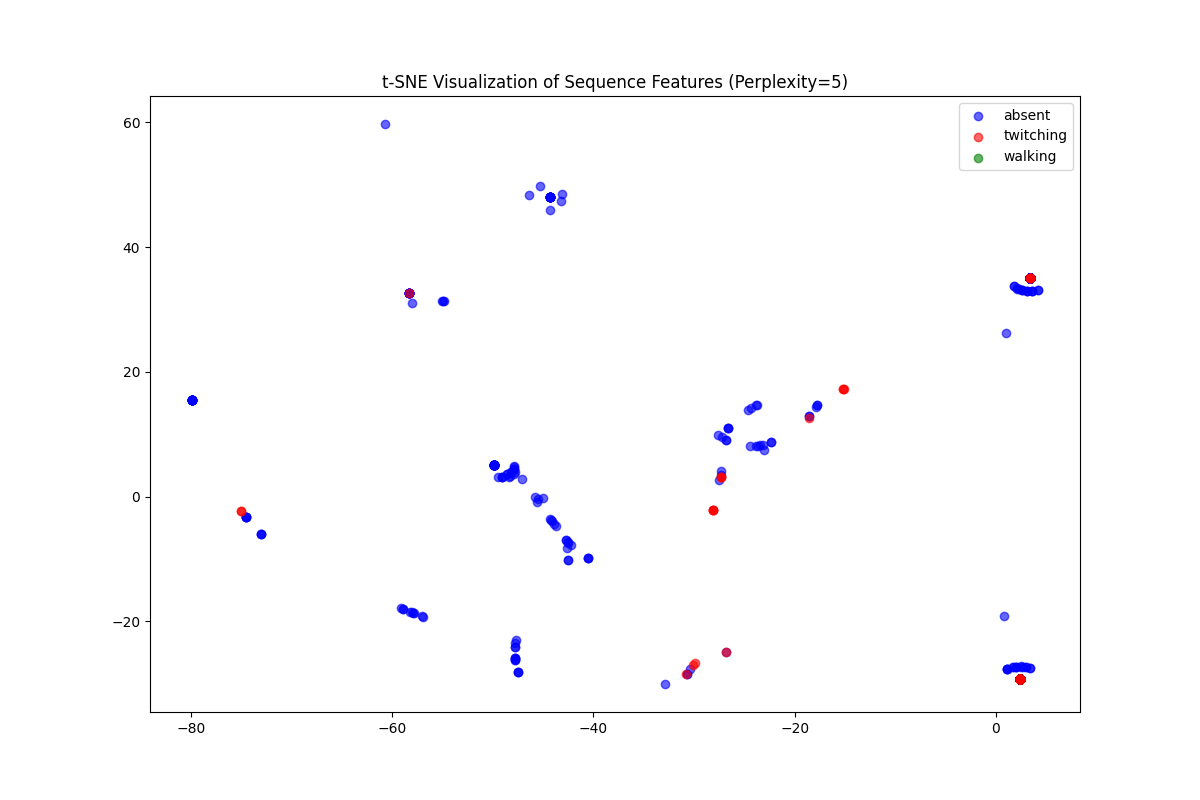 t-SNE Visualization of Sequence Features (Perplexity=5)
absent
twitching
walking
60
40
20
0
−20
−80
−60
−40
−20
0